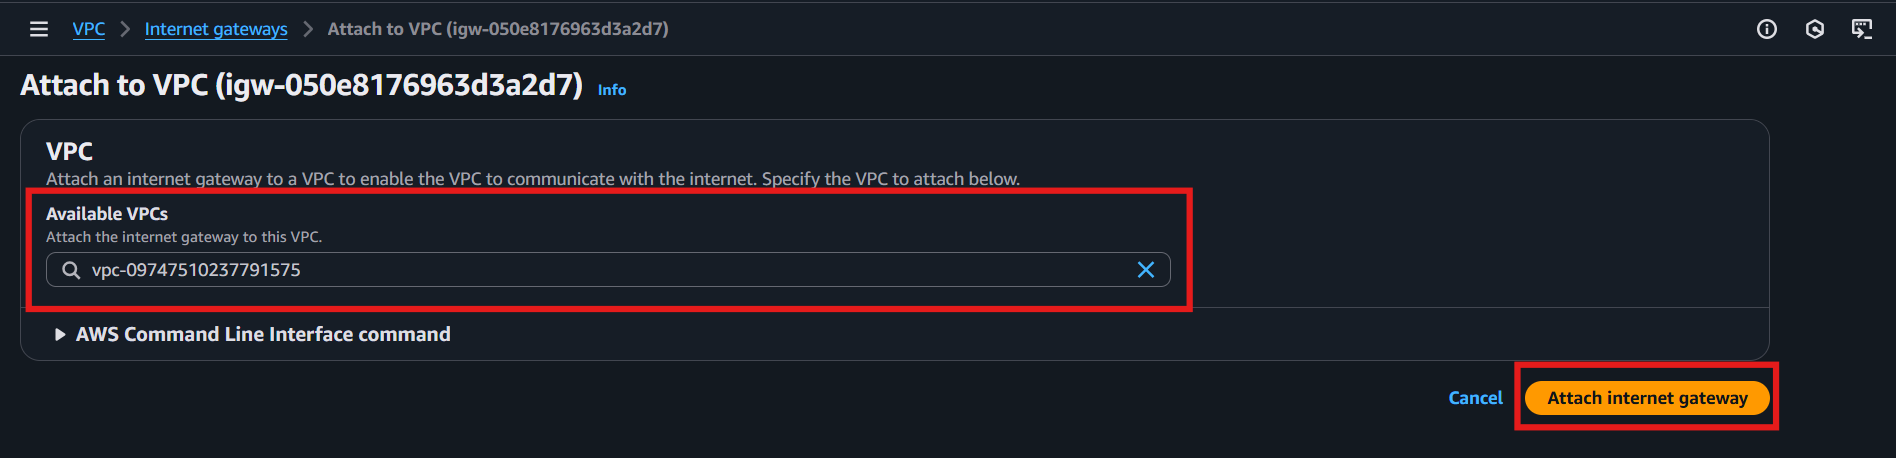 VPC > Internet gateways > Attach to VPC (igw-050e8176963d3a2d7)
Attach to VPC (igw-050e8176963d3a2d7) Info
VPC
Attach an internet gateway to a VPC to enable the VPC to communicate with the internet. Specify the VPC to attach below.
Available VPCs
Attach the internet gateway to this VPC.
vpc-09747510237791575
AWS Command Line Interface command
Cancel Attach internet gateway